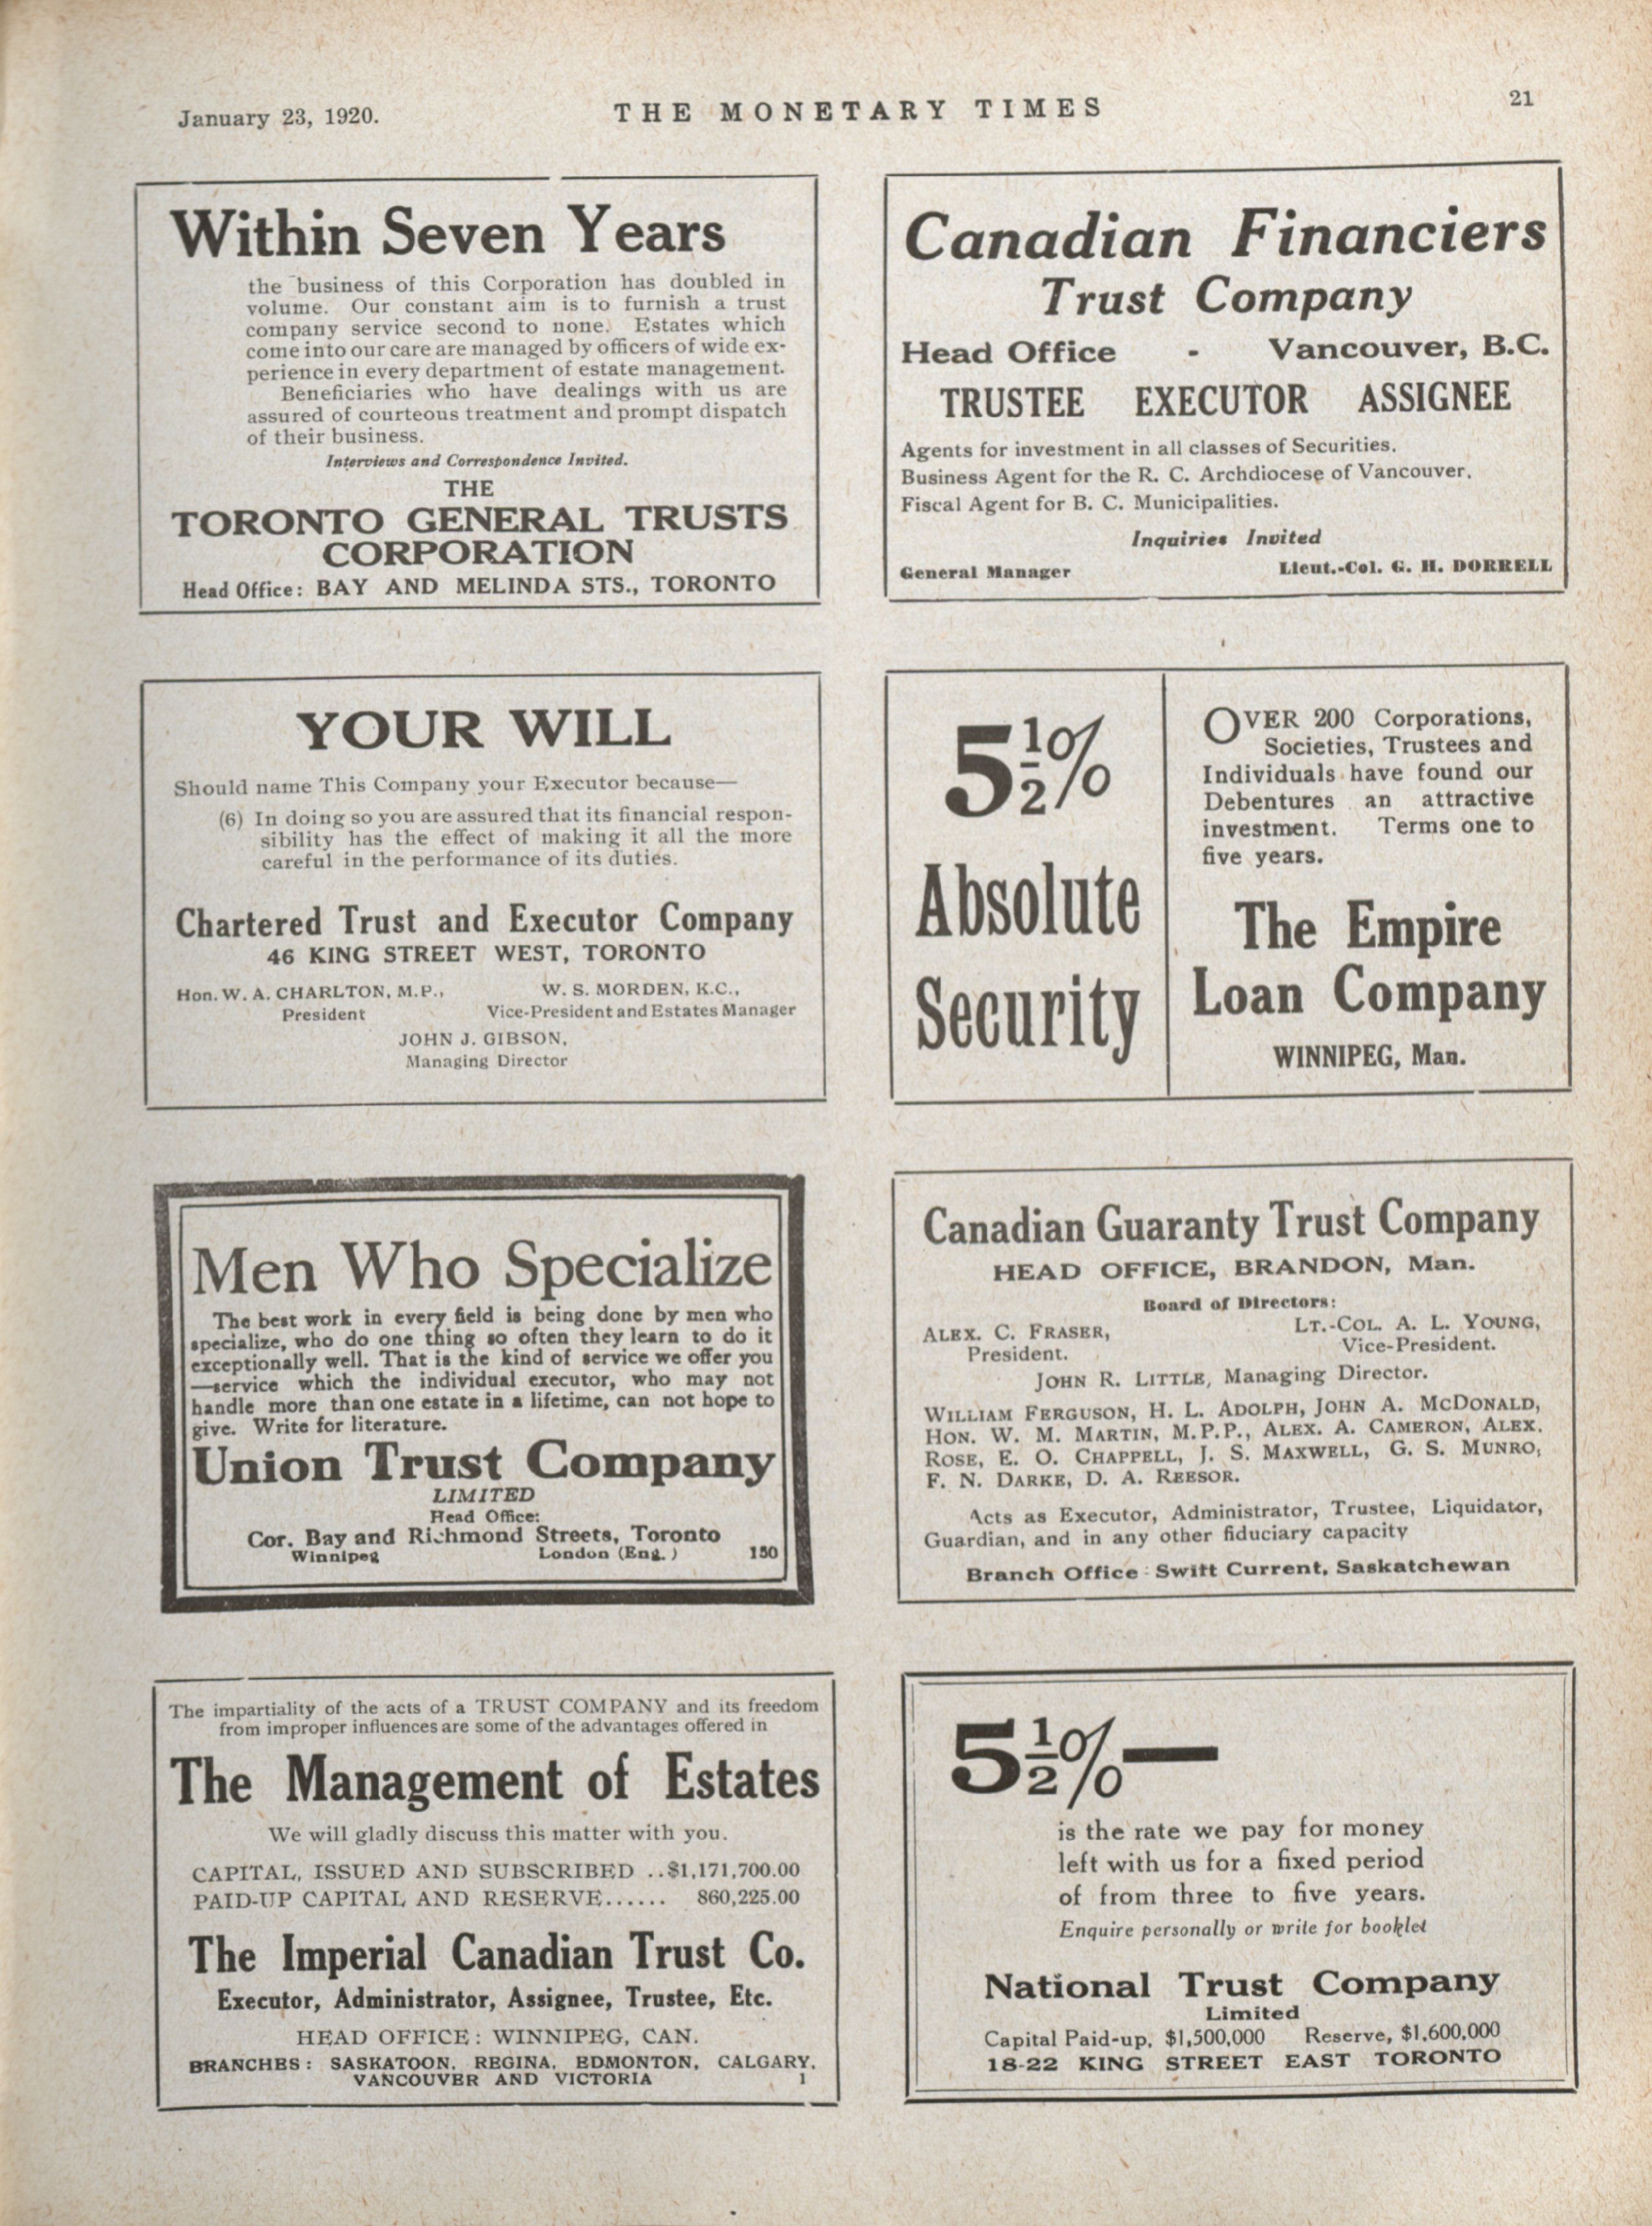 January 23, 1920.
THE MONETARY TIMES
21
Within Seven Years
the business of this Corporation has doubled in
volume. Our constant aim is to furnish a trust
company service second to none. Estates which
come into our care are managed by officers of wide ex-
perience in every department of estate management.
Beneficiaries who have dealings with us are
assured of courteous treatment and prompt dispatch
of their business.
Interviews and Correspondence Invited.
THE
TORONTO GENERAL TRUSTS
CORPORATION
Head Office: BAY AND MELINDA STS., TORONTO
Canadian Financiers
Trust Company
Head Office - Vancouver, B.C.
TRUSTEE EXECUTOR ASSIGNEE
Agents for investment in all classes of Securities.
Business Agent for the R. C. Archdiocese of Vancouver.
Fiscal Agent for B. C. Municipalities.
Inquiries Invited
General Manager Lieut.-Col. G. H. DORRELL
YOUR WILL
Should name This Company your Executor because—
(6) In doing so you are assured that its financial respon-
sibility has the effect of making it all the more
careful in the performance of its duties.
Chartered Trust and Executor Company
46 KING STREET WEST, TORONTO
Hon. W. A. CHARLTON, M.P., W. S. MORDEN, K.C.,
President Vice-President and Estates Manager
JOHN J. GIBSON,
Managing Director
5½%
Absolute
Security
OVER 200 Corporations,
Societies, Trustees and
Individuals have found our
Debentures an attractive
investment. Terms one to
five years.
The Empire
Loan Company
WINNIPEG, Man.
Men Who Specialize
The best work in every field is being done by men who
specialize, who do one thing so often they learn to do it
exceptionally well. That is the kind of service we offer you
—service which the individual executor, who may not
handle more than one estate in a lifetime, can not hope to
give. Write for literature.
Union Trust Company
LIMITED
Head Office:
Cor. Bay and Richmond Streets, Toronto
Winnipeg London (Eng.) 150
Canadian Guaranty Trust Company
HEAD OFFICE, BRANDON, Man.
Board of Directors:
ALEX. C. FRASER, LT.-COL. A. L. YOUNG,
President. Vice-President.
JOHN R. LITTLE, Managing Director.
WILLIAM FERGUSON, H. L. ADOLPH, JOHN A. MCDONALD,
HON. W. M. MARTIN, M.P.P., ALEX. A. CAMERON, ALEX.
ROSE, E. O. CHAPPELL, J. S. MAXWELL, G. S. MUNRO,
F. N. DARKE, D. A. REESOR.
Acts as Executor, Administrator, Trustee, Liquidator,
Guardian, and in any other fiduciary capacity
Branch Office: Swift Current, Saskatchewan
The impartiality of the acts of a TRUST COMPANY and its freedom
from improper influences are some of the advantages offered in
The Management of Estates
We will gladly discuss this matter with you.
CAPITAL, ISSUED AND SUBSCRIBED ..$1,171,700.00
PAID-UP CAPITAL AND RESERVE...... 860,225.00
The Imperial Canadian Trust Co.
Executor, Administrator, Assignee, Trustee, Etc.
HEAD OFFICE: WINNIPEG, CAN.
BRANCHES: SASKATOON, REGINA, EDMONTON, CALGARY,
VANCOUVER AND VICTORIA 1
5½%—
is the rate we pay for money
left with us for a fixed period
of from three to five years.
Enquire personally or write for booklet
National Trust Company
Limited
Capital Paid-up, $1,500,000 Reserve, $1,600,000
18-22 KING STREET EAST TORONTO